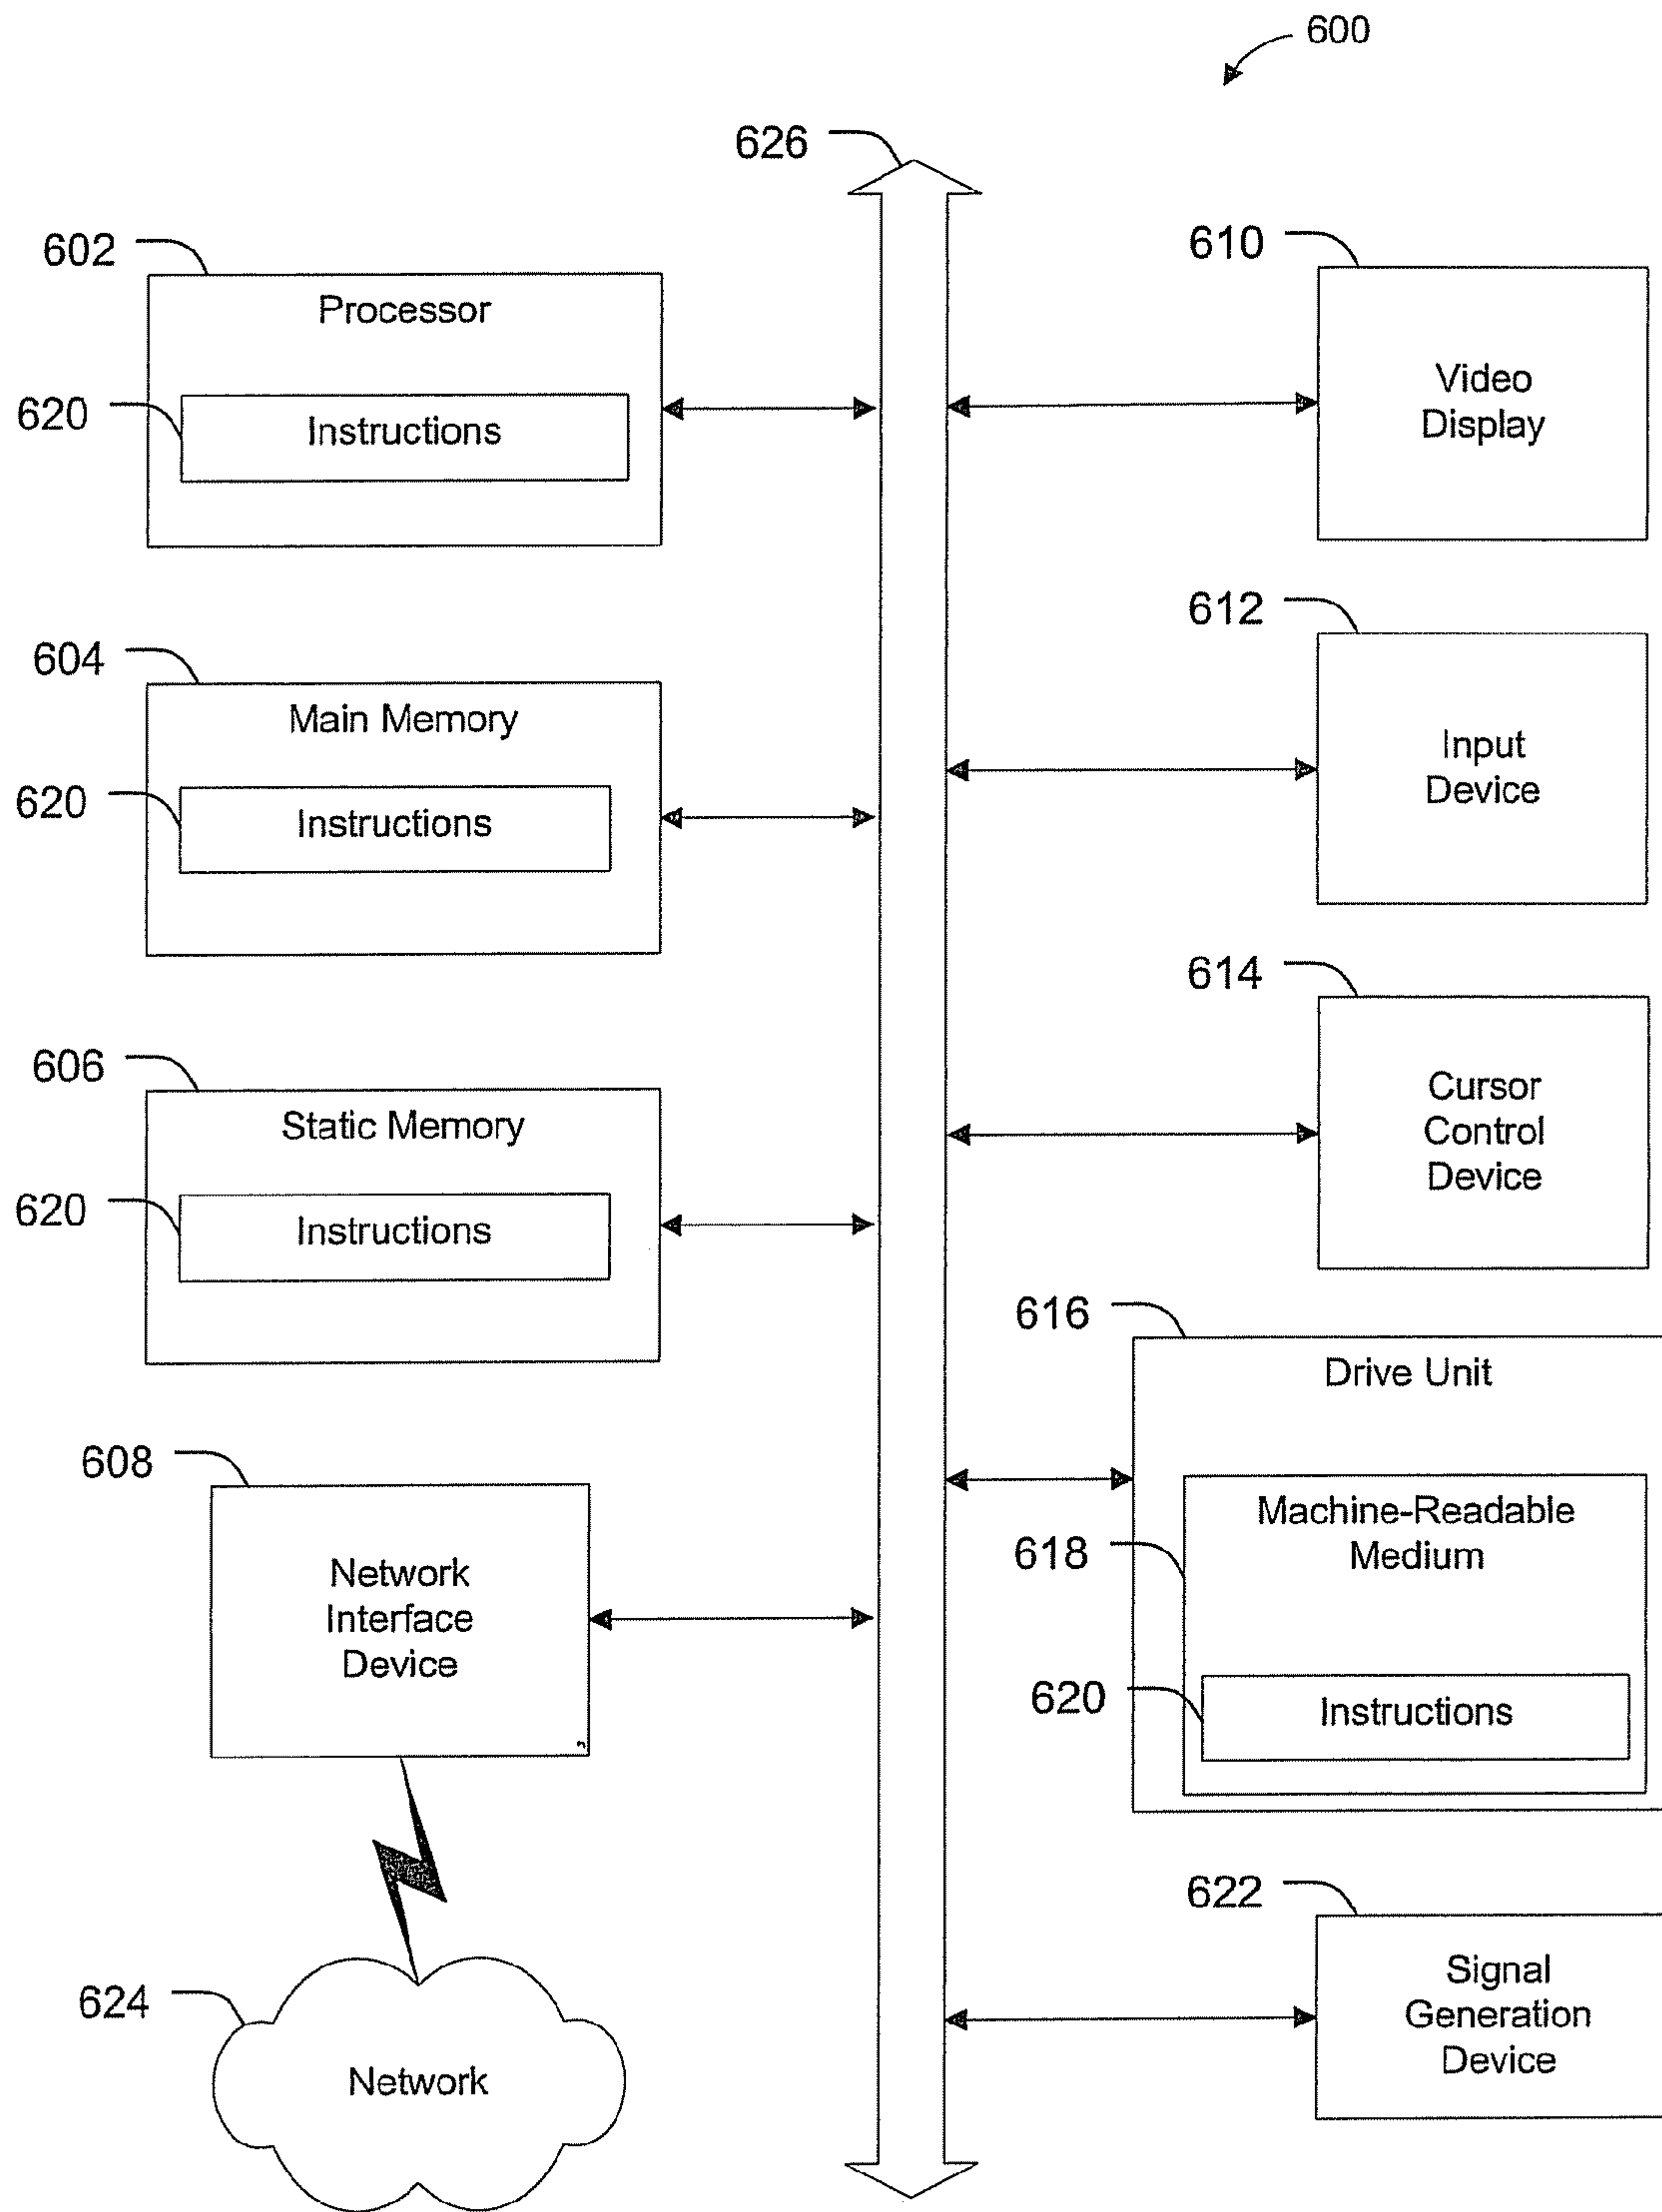 600
626
602
Processor
620
Instructions
604
Main Memory
620
Instructions
606
Static Memory
620
Instructions
608
Network
Interface
Device
624
Network
610
Video
Display
612
Input
Device
614
Cursor
Control
Device
616
Drive Unit
618
Machine-Readable
Medium
620
Instructions
622
Signal
Generation
Device